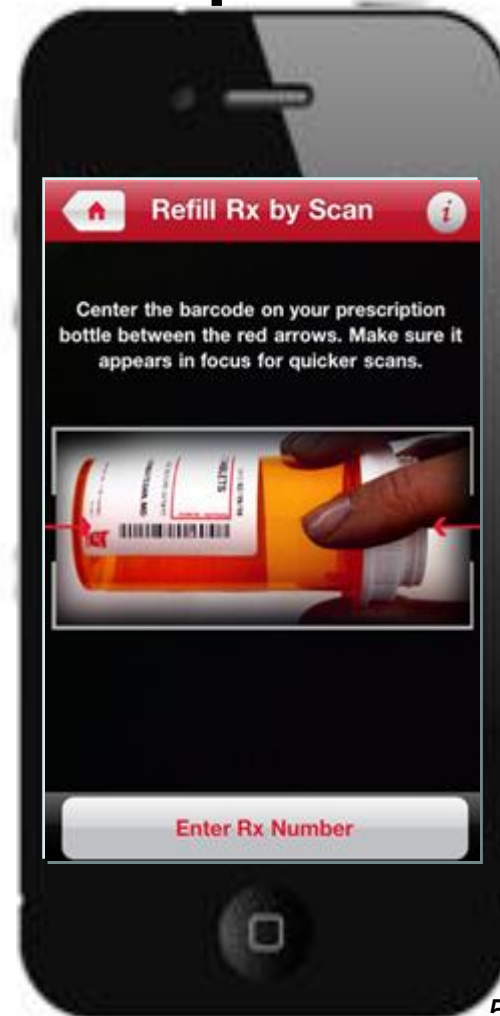 Refill Rx by Scan
i
Center the barcode on your prescription
bottle between the red arrows. Make sure it
appears in focus for quicker scans.
TABLETS
Enter Rx Number